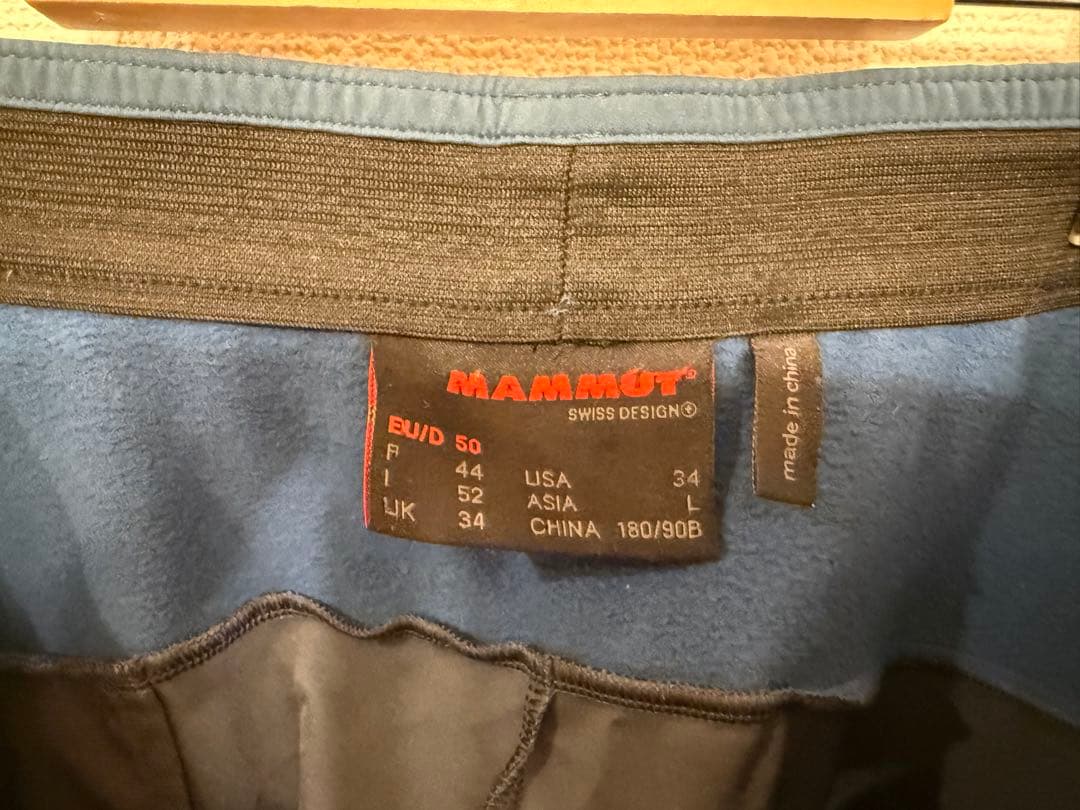 MAMMUT®
SWISS DESIGN
EU/D 50
F 44
I 52
UK 34
USA 34
ASIA L
CHINA 180/90B
made in china